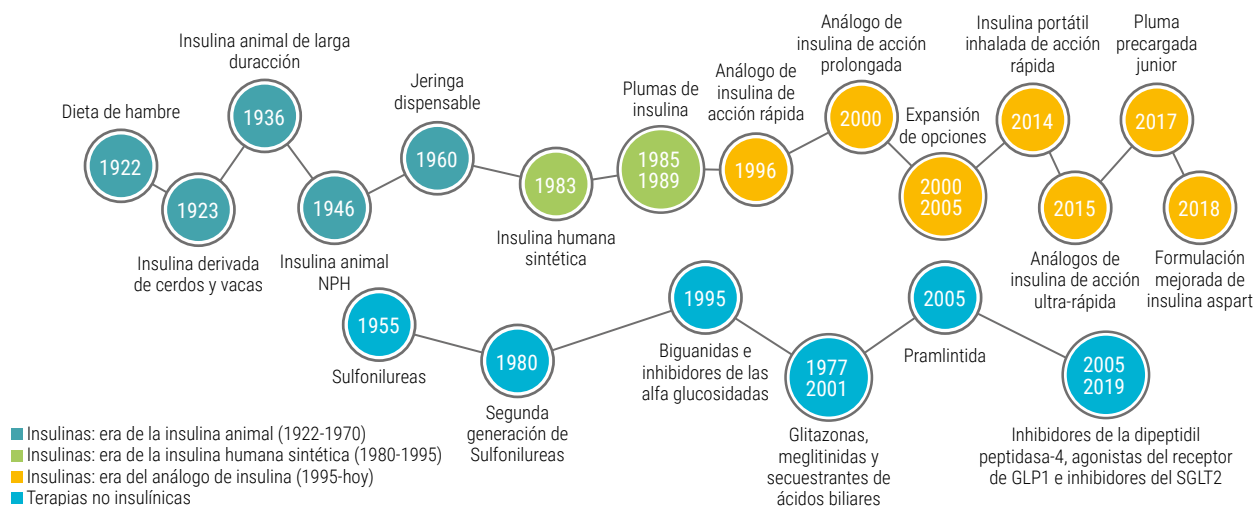 Dieta de hambre
1922
1923
Insulina derivada
de cerdos y vacas
Insulina animal de larga
duracción
1936
1946
Insulina animal
NPH
Jeringa
dispensable
1960
1983
Insulina humana
sintética
Plumas de
insulina
1985
1989
Análogo de
insulina de
acción rápida
1996
Análogo de
insulina de acción
prolongada
2000
Expansión
de opciones
2000
2005
Insulina portátil
inhalada de acción
rápida
2014
2015
Análogos de
insulina de acción
ultra-rápida
Pluma
precargada
junior
2017
2018
Formulación
mejorada de
insulina aspart
1955
Sulfonilureas
1980
Segunda
generación de
Sulfonilureas
1995
Biguanidas e
inhibidores de las
alfa glucosidadas
1977
2001
Glitazonas,
meglitinidas y
secuestrantes de
ácidos biliares
2005
Pramlintida
2005
2019
Inhibidores de la dipeptidil
peptidasa-4, agonistas del receptor
de GLP1 e inhibidores del SGLT2
Insulinas: era de la insulina animal (1922-1970)
Insulinas: era de la insulina humana sintética (1980-1995)
Insulinas: era del análogo de insulina (1995-hoy)
Terapias no insulínicas